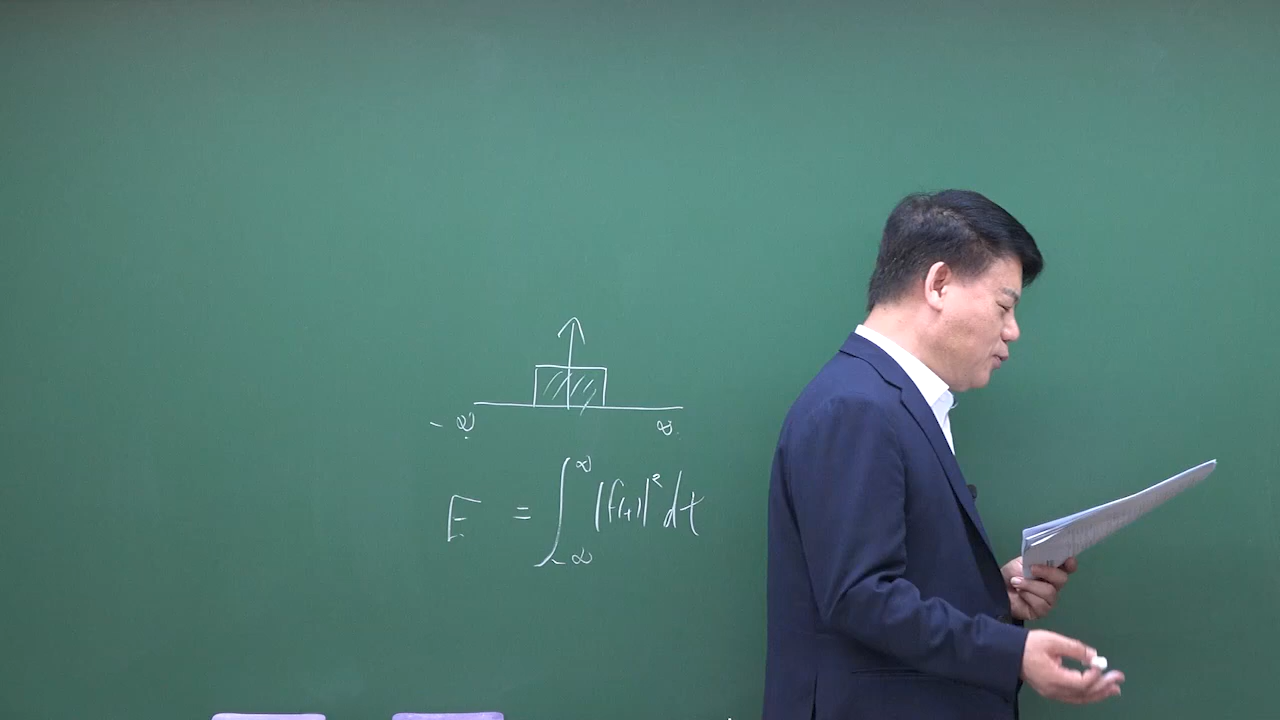 - ∞ ∞
E = ∫_{-∞}^{∞} |f(t)|² dt